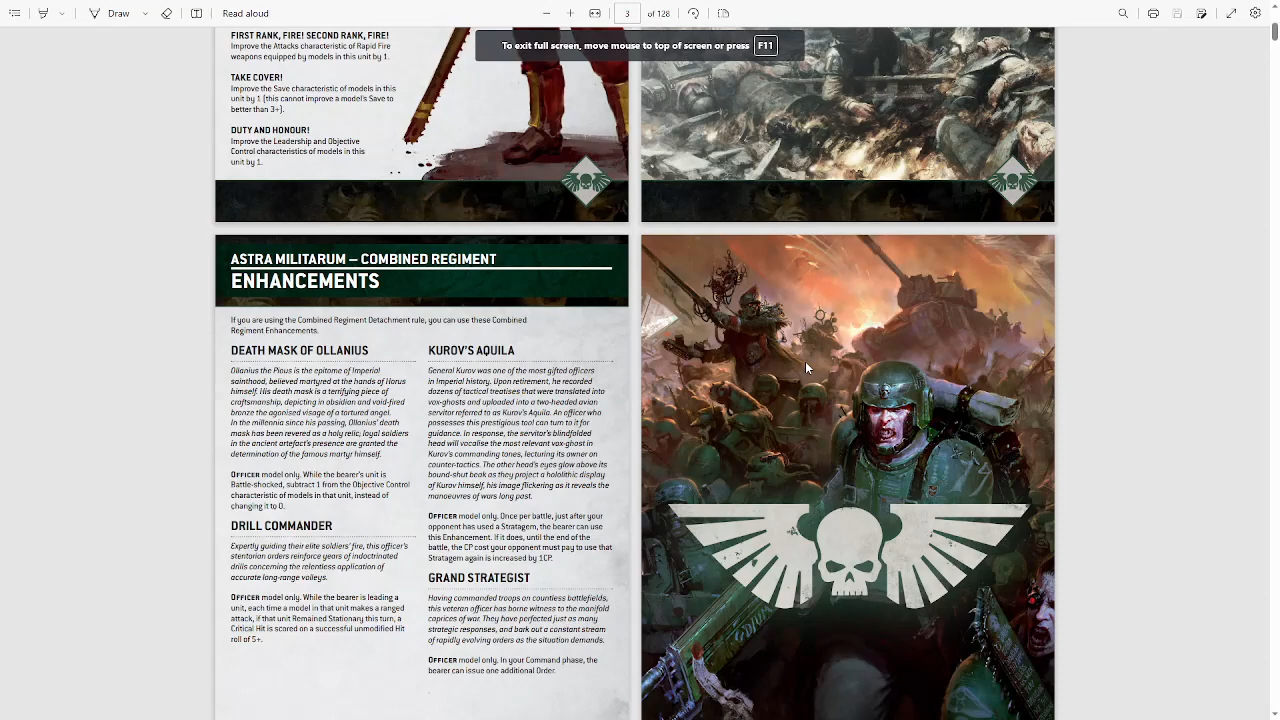 Draw
Read aloud
3
of 128
To exit full screen, move mouse to top of screen or press F11
FIRST RANK, FIRE! SECOND RANK, FIRE!
Improve the Attacks characteristic of Rapid Fire
weapons equipped by models in this unit by 1.
TAKE COVER!
Improve the Save characteristic of models in this
unit by 1 (this cannot improve a model's Save to
better than 3+).
DUTY AND HONOUR!
Improve the Leadership and Objective
Control characteristics of models in this
unit by 1.
ASTRA MILITARUM – COMBINED REGIMENT
ENHANCEMENTS
If you are using the Combined Regiment Detachment rule, you can use these Combined
Regiment Enhancements.
DEATH MASK OF OLLANIUS
Ollanius the Pious is the epitome of Imperial
sainthood, believed martyred at the hands of Horus
himself. His death mask is a terrifying piece of
craftsmanship, depicting in obsidian and virid-fired
bronze the agonised visage of a tortured angel.
In the millennia since his passing, Ollanius' death
mask has been revered as a holy relic; loyal soldiers
in the ancient artefact's presence are granted the
determination of the famous martyr himself.
OFFICER model only. While the bearer's unit is
Battle-shocked, subtract 1 from the Objective Control
characteristic of models in that unit, instead of
changing it to 0.
DRILL COMMANDER
Expertly guiding their elite soldiers' fire, this officer's
stentorian orders reinforce years of indoctrinated
drills concerning the relentless application of
accurate long-range volleys.
OFFICER model only. While the bearer is leading a
unit, each time a model in that unit makes a ranged
attack, if that unit Remained Stationary this turn, a
Critical Hit is scored on a successful unmodified Hit
roll of 5+.
KUROV'S AQUILA
General Kurov was one of the most gifted officers
in Imperial history. Upon retirement, he recorded
dozens of tactical treatises that were translated into
vox-ghosts and uploaded into a two-headed avian
servitor referred to as Kurov's Aquila. An officer who
possesses this prestigious tool can turn to it for
guidance. In response, the servitor's blindfolded
head will vocalise the most relevant vox-ghost in
Kurov's commanding tones, lecturing its owner on
counter-tactics. The other head's eyes glow above its
bound-shut beak as they project a hololithic display
of Kurov himself, his image flickering as it reveals the
manoeuvres of wars long past.
OFFICER model only. Once per battle, just after your
opponent has used a Stratagem, the bearer can use
this Enhancement. If it does, until the end of the
battle, the CP cost your opponent must pay to use that
Stratagem again is increased by 1CP.
GRAND STRATEGIST
Having commanded troops on countless battlefields,
this veteran officer has borne witness to the manifold
caprices of war. They have perfected just as many
strategic responses, and bark out a constant stream
of rapidly evolving orders as the situation demands.
OFFICER model only. In your Command phase, the
bearer can issue one additional Order.